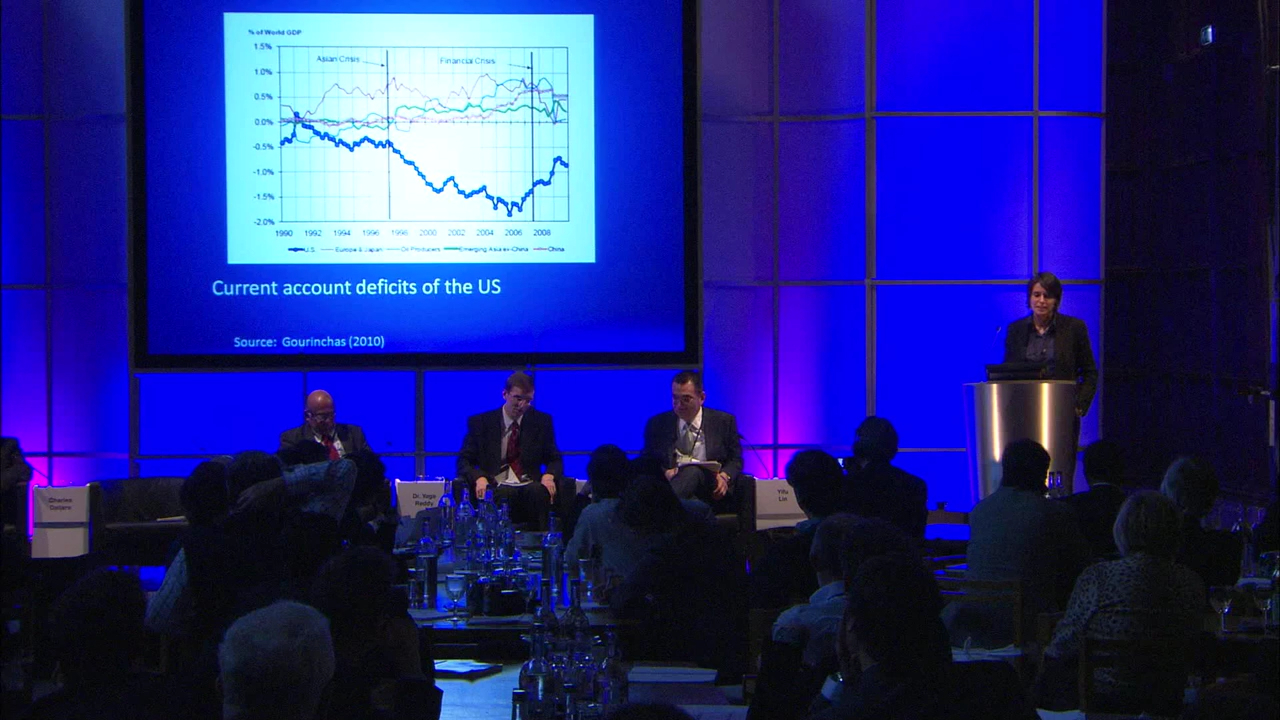 % of World GDP
1.5%
1.0%
0.5%
0.0%
-0.5%
-1.0%
-1.5%
-2.0%
Asian Crisis
Financial Crisis
1990 1992 1994 1996 1998 2000 2002 2004 2006 2008
U.S. Europe & Japan Oil Producers Emerging Asia ex-China China
Current account deficits of the US
Source: Gourinchas (2010)
Charles
Dr. Yaga
Reddy
Yifu
Lin